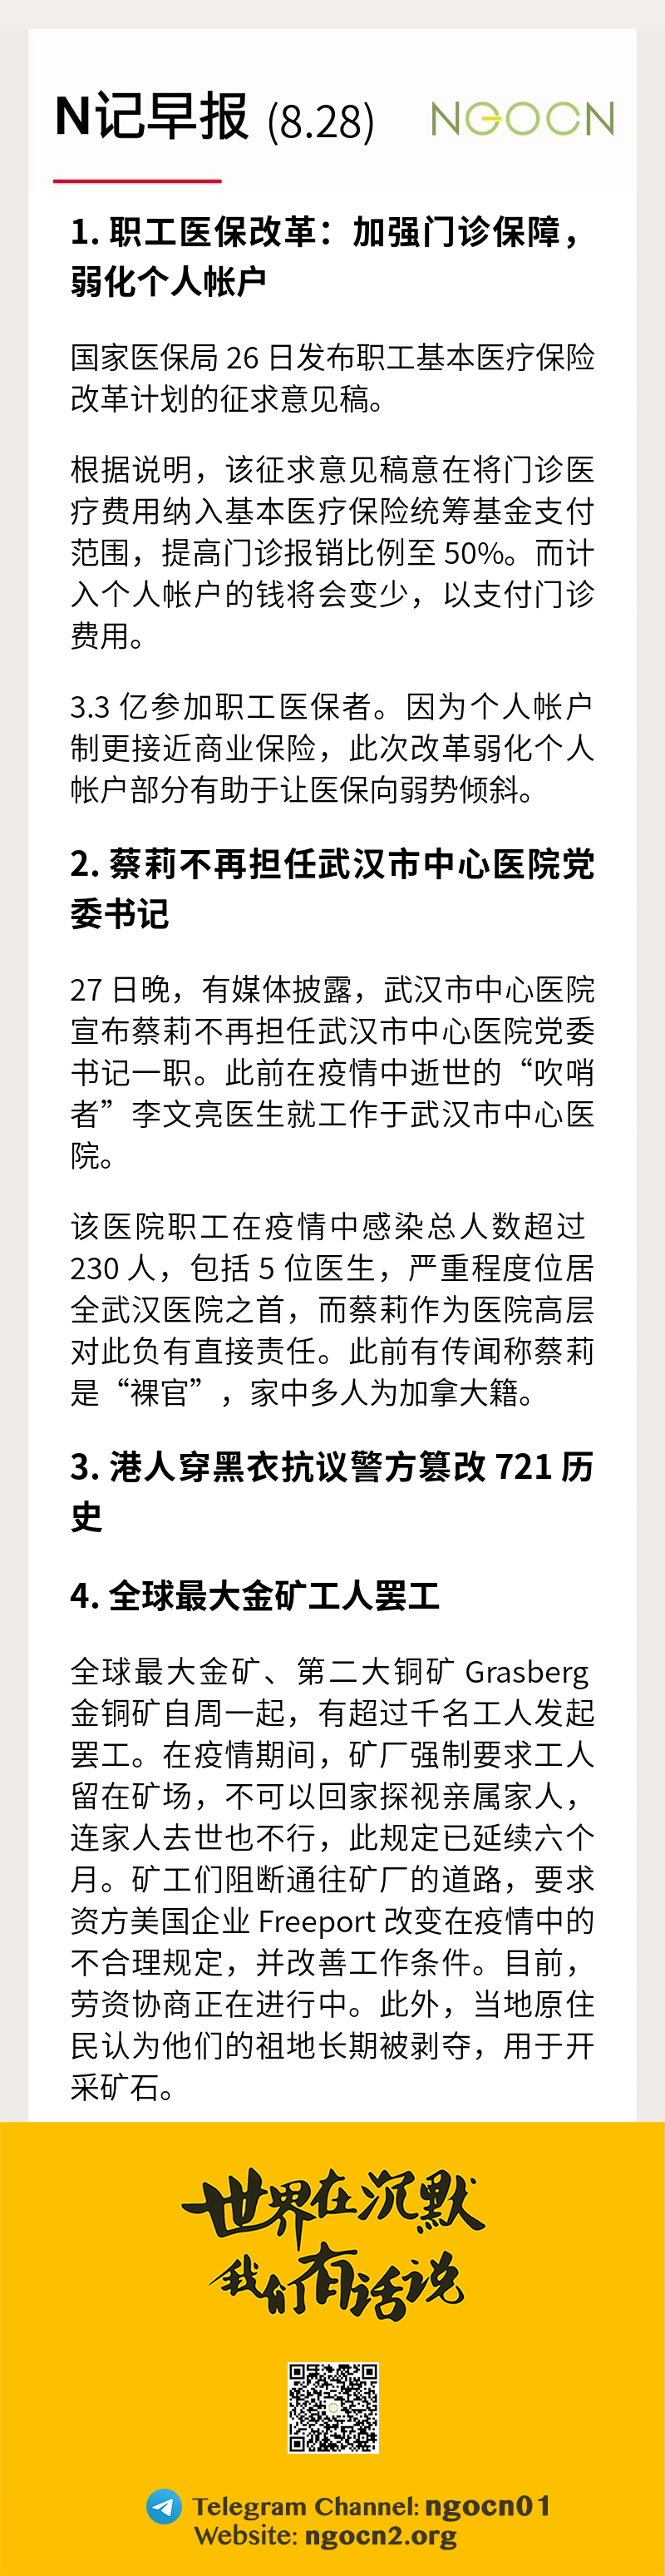 N记早报 (8.28)
NGOCN
1. 职工医保改革：加强门诊保障，
弱化个人帐户
国家医保局 26 日发布职工基本医疗保险
改革计划的征求意见稿。
根据说明，该征求意见稿意在将门诊医
疗费用纳入基本医疗保险统筹基金支付
范围，提高门诊报销比例至 50%。而计
入个人帐户的钱将会变少，以支付门诊
费用。
3.3 亿参加职工医保者。因为个人帐户
制更接近商业保险，此次改革弱化个人
帐户部分有助于让医保向弱势倾斜。
2. 蔡莉不再担任武汉市中心医院党
委书记
27 日晚，有媒体披露，武汉市中心医院
宣布蔡莉不再担任武汉市中心医院党委
书记一职。此前在疫情中逝世的“吹哨
者”李文亮医生就工作于武汉市中心医
院。
该医院职工在疫情中感染总人数超过
230 人，包括 5 位医生，严重程度位居
全武汉医院之首，而蔡莉作为医院高层
对此负有直接责任。此前有传闻称蔡莉
是“裸官”，家中多人为加拿大籍。
3. 港人穿黑衣抗议警方篡改 721 历
史
4. 全球最大金矿工人罢工
全球最大金矿、第二大铜矿 Grasberg
金铜矿自周一起，有超过千名工人发起
罢工。在疫情期间，矿厂强制要求工人
留在矿场，不可以回家探视亲属家人，
连家人去世也不行，此规定已延续六个
月。矿工们阻断通往矿厂的道路，要求
资方美国企业 Freeport 改变在疫情中的
不合理规定，并改善工作条件。目前，
劳资协商正在进行中。此外，当地原住
民认为他们的祖地长期被剥夺，用于开
采矿石。
世界在沉默
我们有话说
Telegram Channel: ngocn01
Website: ngocn2.org